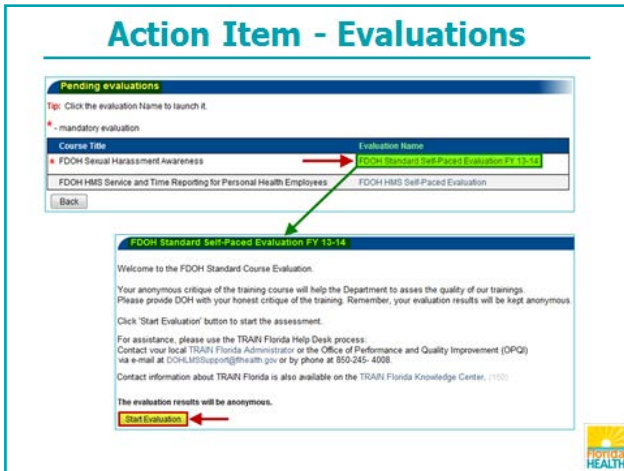 Action Item - Evaluations
Pending evaluations
Tip: Click the evaluation Name to launch it.
* - mandatory evaluation
Course Title Evaluation Name
* FDOH Sexual Harassment Awareness FDOH Standard Self-Paced Evaluation FY 13-14
FDOH HMS Service and Time Reporting for Personal Health Employees FDOH HMS Self-Paced Evaluation
Back
FDOH Standard Self-Paced Evaluation FY 13-14
Welcome to the FDOH Standard Course Evaluation.
Your anonymous critique of the training course will help the Department to asses the quality of our trainings.
Please provide DOH with your honest critique of the training. Remember, your evaluation results will be kept anonymous.
Click 'Start Evaluation' button to start the assessment.
For assistance, please use the TRAIN Florida Help Desk process:
Contact your local TRAIN Florida Administrator or the Office of Performance and Quality Improvement (OPQI)
via e-mail at DOHLMSSupport@flhealth.gov or by phone at 850-245- 4008.
Contact information about TRAIN Florida is also available on the TRAIN Florida Knowledge Center. (150)
The evaluation results will be anonymous.
Start Evaluation
Florida
HEALTH